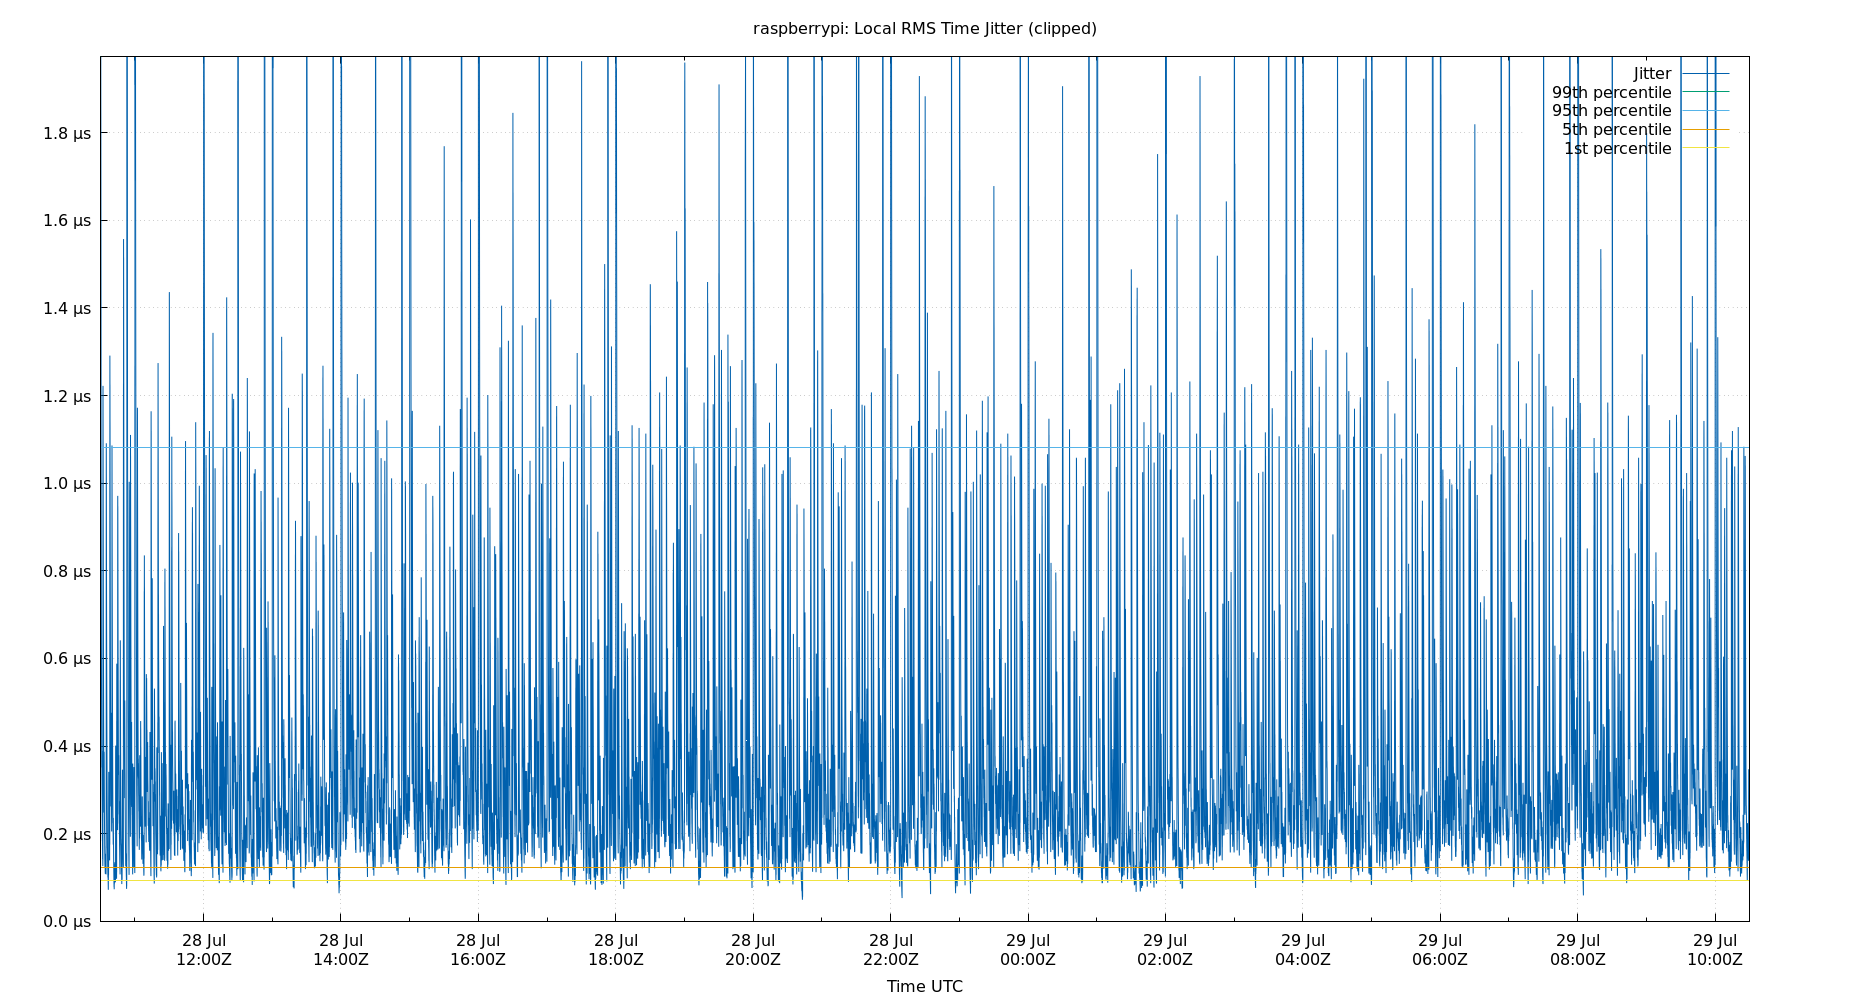 raspberrypi: Local RMS Time Jitter (clipped)
Jitter
99th percentile
95th percentile
5th percentile
1st percentile
1.8 µs
1.6 µs
1.4 µs
1.2 µs
1.0 µs
0.8 µs
0.6 µs
0.4 µs
0.2 µs
0.0 µs
28 Jul 28 Jul 28 Jul 28 Jul 28 Jul 28 Jul 29 Jul 29 Jul 29 Jul 29 Jul 29 Jul 29 Jul
12:00Z 14:00Z 16:00Z 18:00Z 20:00Z 22:00Z 00:00Z 02:00Z 04:00Z 06:00Z 08:00Z 10:00Z
Time UTC